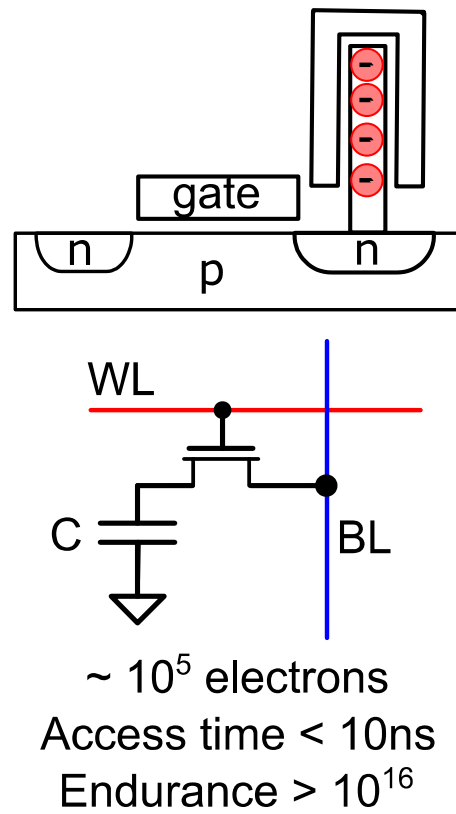 gate
n
n
p
WL
C
BL
~ 10⁵ electrons
Access time < 10ns
Endurance > 10¹⁶